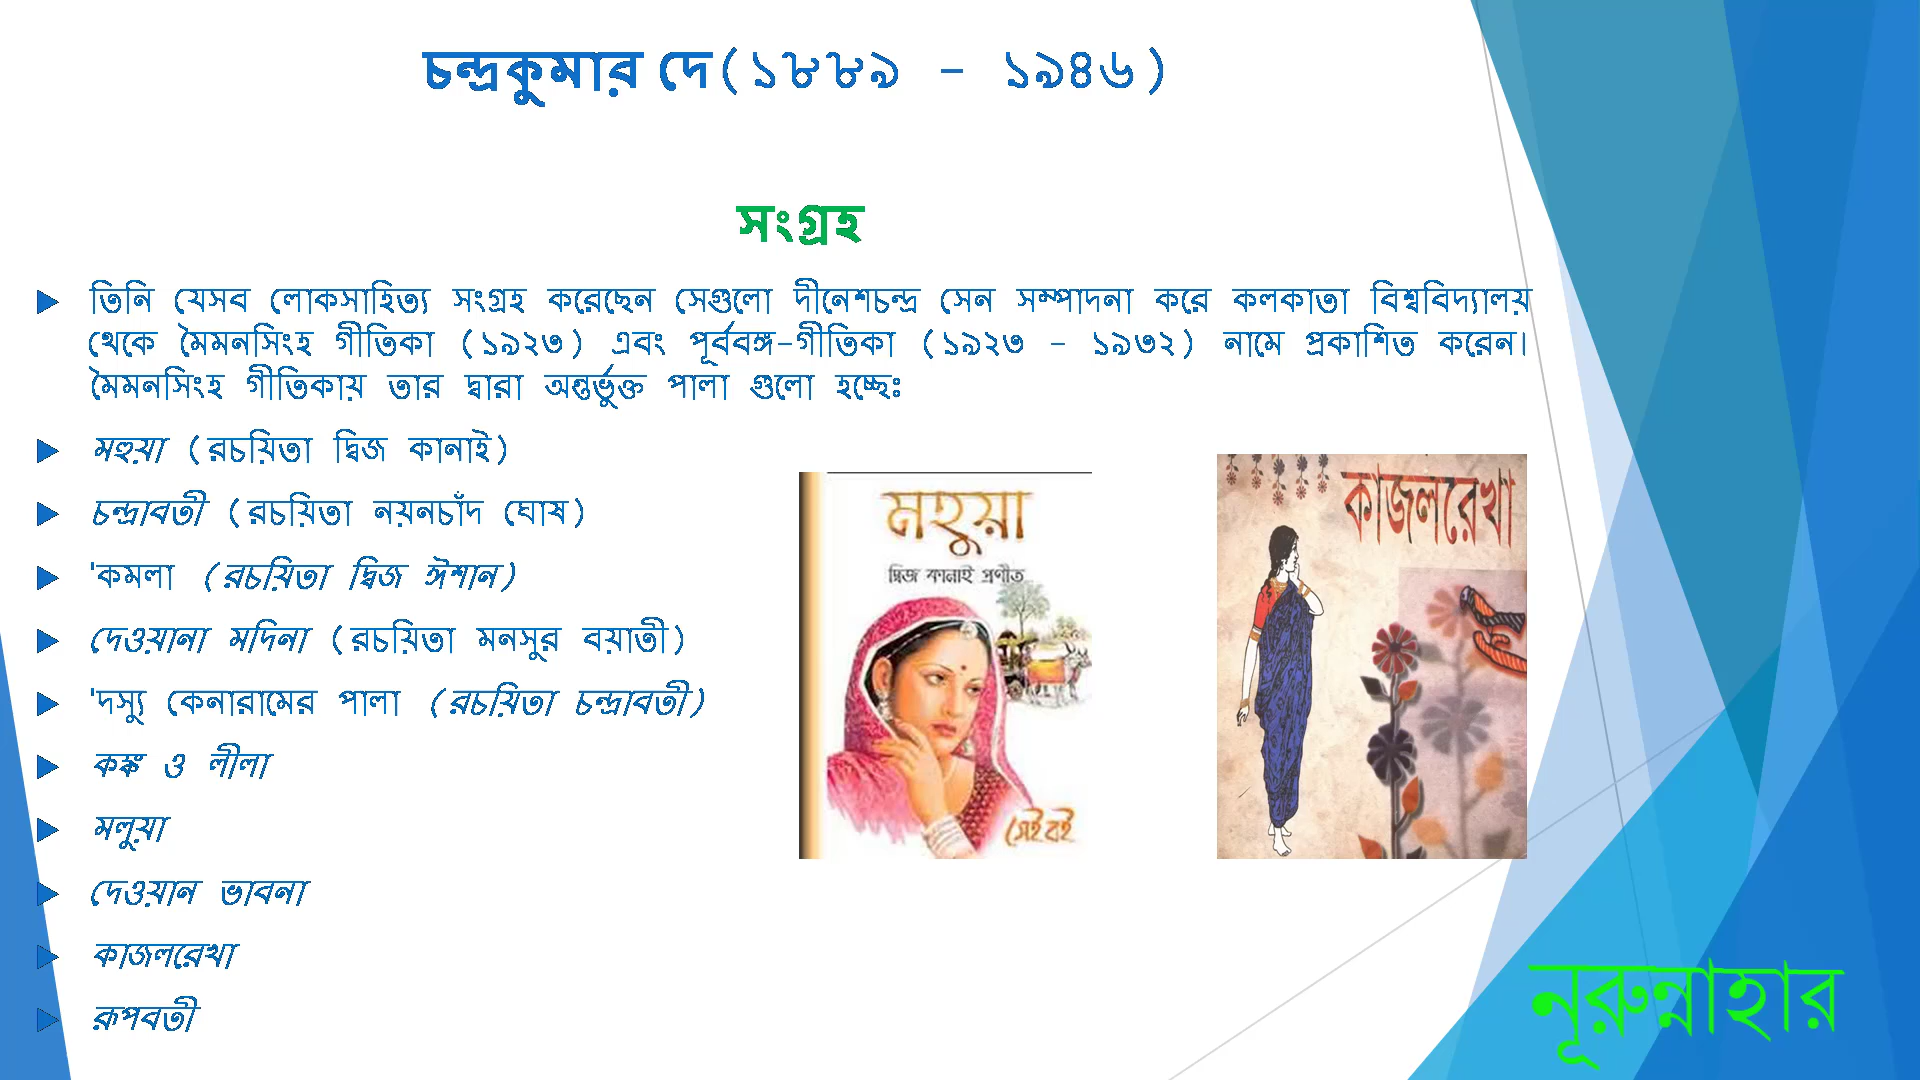 চন্দ্রকুমার দে(১৮৮৯ - ১৯৪৬)
সংগ্রহ
তিনি যেসব লোকসাহিত্য সংগ্রহ করেছেন সেগুলো দীনেশচন্দ্র সেন সম্পাদনা করে কলকাতা বিশ্ববিদ্যালয়
থেকে মৈমনসিংহ গীতিকা (১৯২৩) এবং পূর্ববঙ্গ-গীতিকা (১৯২৩ - ১৯৩২) নামে প্রকাশিত করেন।
মৈমনসিংহ গীতিকায় তার দ্বারা অন্তর্ভুক্ত পালা গুলো হচ্ছেঃ
মহুয়া (রচয়িতা দ্বিজ কানাই)
চন্দ্রাবতী (রচয়িতা নয়নচাঁদ ঘোষ)
'কমলা (রচয়িতা দ্বিজ ঈশান)
দেওয়ানা মদিনা (রচয়িতা মনসুর বয়াতী)
'দস্যু কেনারামের পালা (রচয়িতা চন্দ্রাবতী)
কঙ্ক ও লীলা
মলুয়া
দেওয়ান ভাবনা
কাজলরেখা
রূপবতী
মহুয়া
দ্বিজ কানাই প্রণীত
সেই বই
কাজলরেখা
নূরুন্নাহার